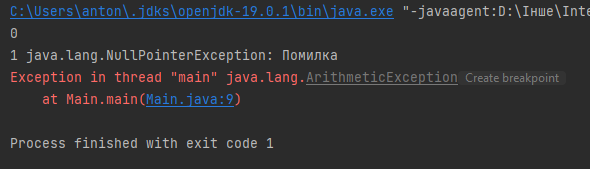 C:\Users\anton\.jdks\openjdk-19.0.1\bin\java.exe "-javaagent:D:\Інше\Inte
0
1 java.lang.NullPointerException: Помилка
Exception in thread "main" java.lang.ArithmeticException Create breakpoint
at Main.main(Main.java:9)
Process finished with exit code 1